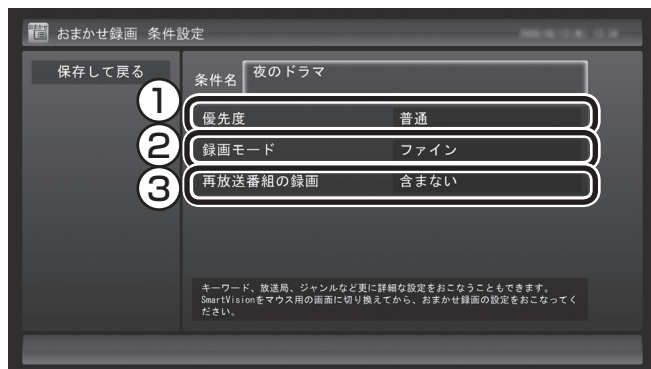 おまかせ録画 条件設定
保存して戻る
条件名 夜のドラマ
① 優先度 普通
② 録画モード ファイン
③ 再放送番組の録画 含まない
キーワード、放送局、ジャンルなど更に詳細な設定をおこなうこともできます。
SmartVisionをマウス用の画面に切り換えてから、おまかせ録画の設定をおこなってく
ださい。